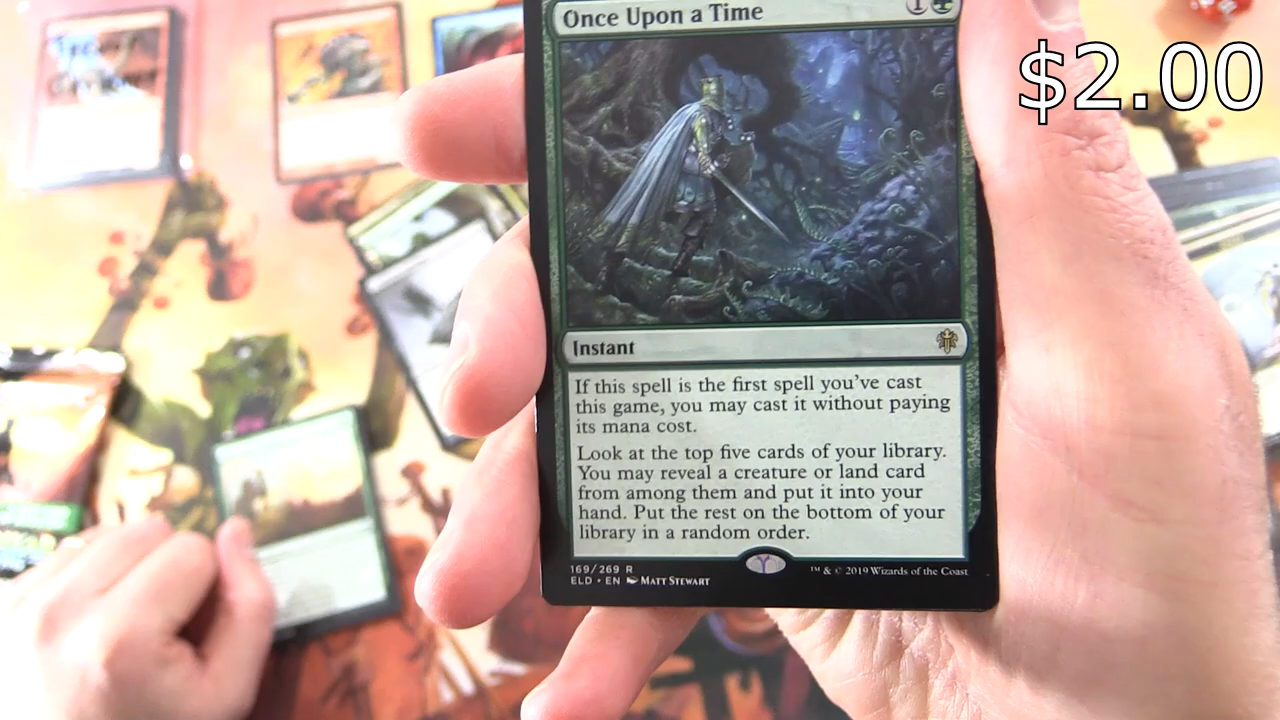 Once Upon a Time
1
$2.00
Instant
If this spell is the first spell you've cast
this game, you may cast it without paying
its mana cost.
Look at the top five cards of your library.
You may reveal a creature or land card
from among them and put it into your
hand. Put the rest on the bottom of your
library in a random order.
169/269 R
ELD • EN MATT STEWART
™ & © 2019 Wizards of the Coast